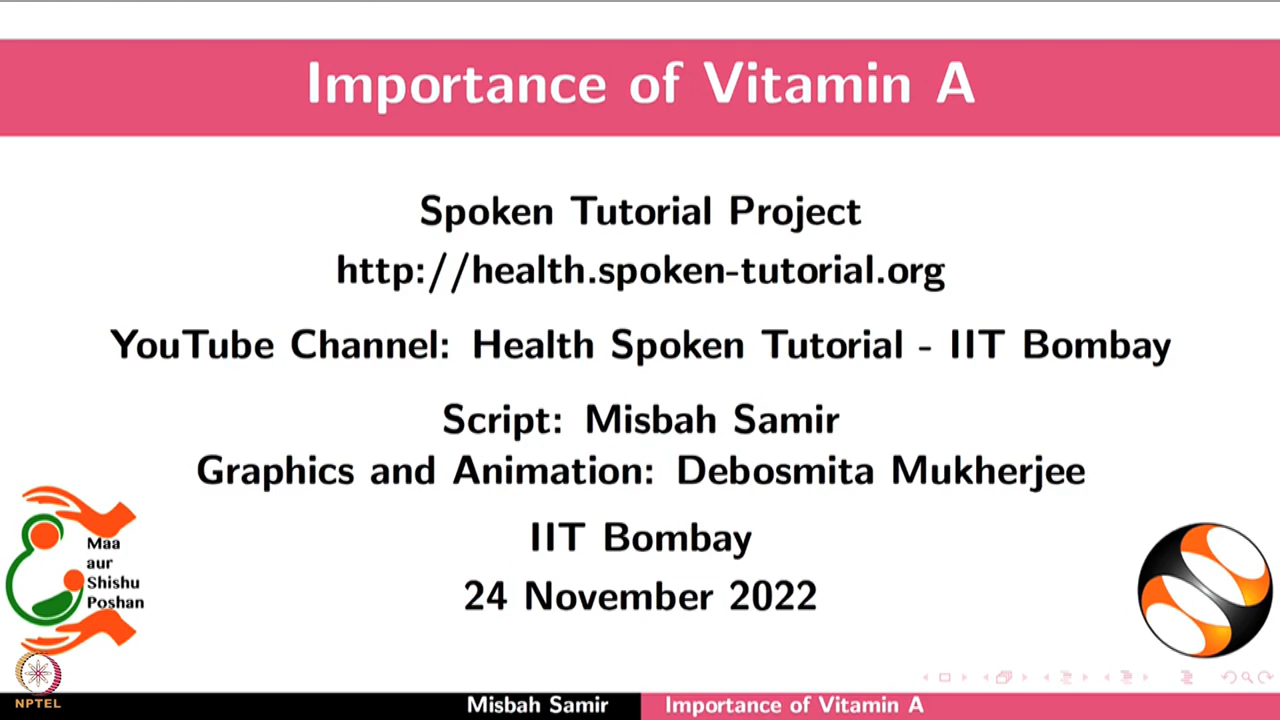 Importance of Vitamin A
Spoken Tutorial Project
http://health.spoken-tutorial.org
YouTube Channel: Health Spoken Tutorial - IIT Bombay
Script: Misbah Samir
Graphics and Animation: Debosmita Mukherjee
IIT Bombay
24 November 2022
Maa
aur
Shishu
Poshan
NPTEL
Misbah Samir
Importance of Vitamin A